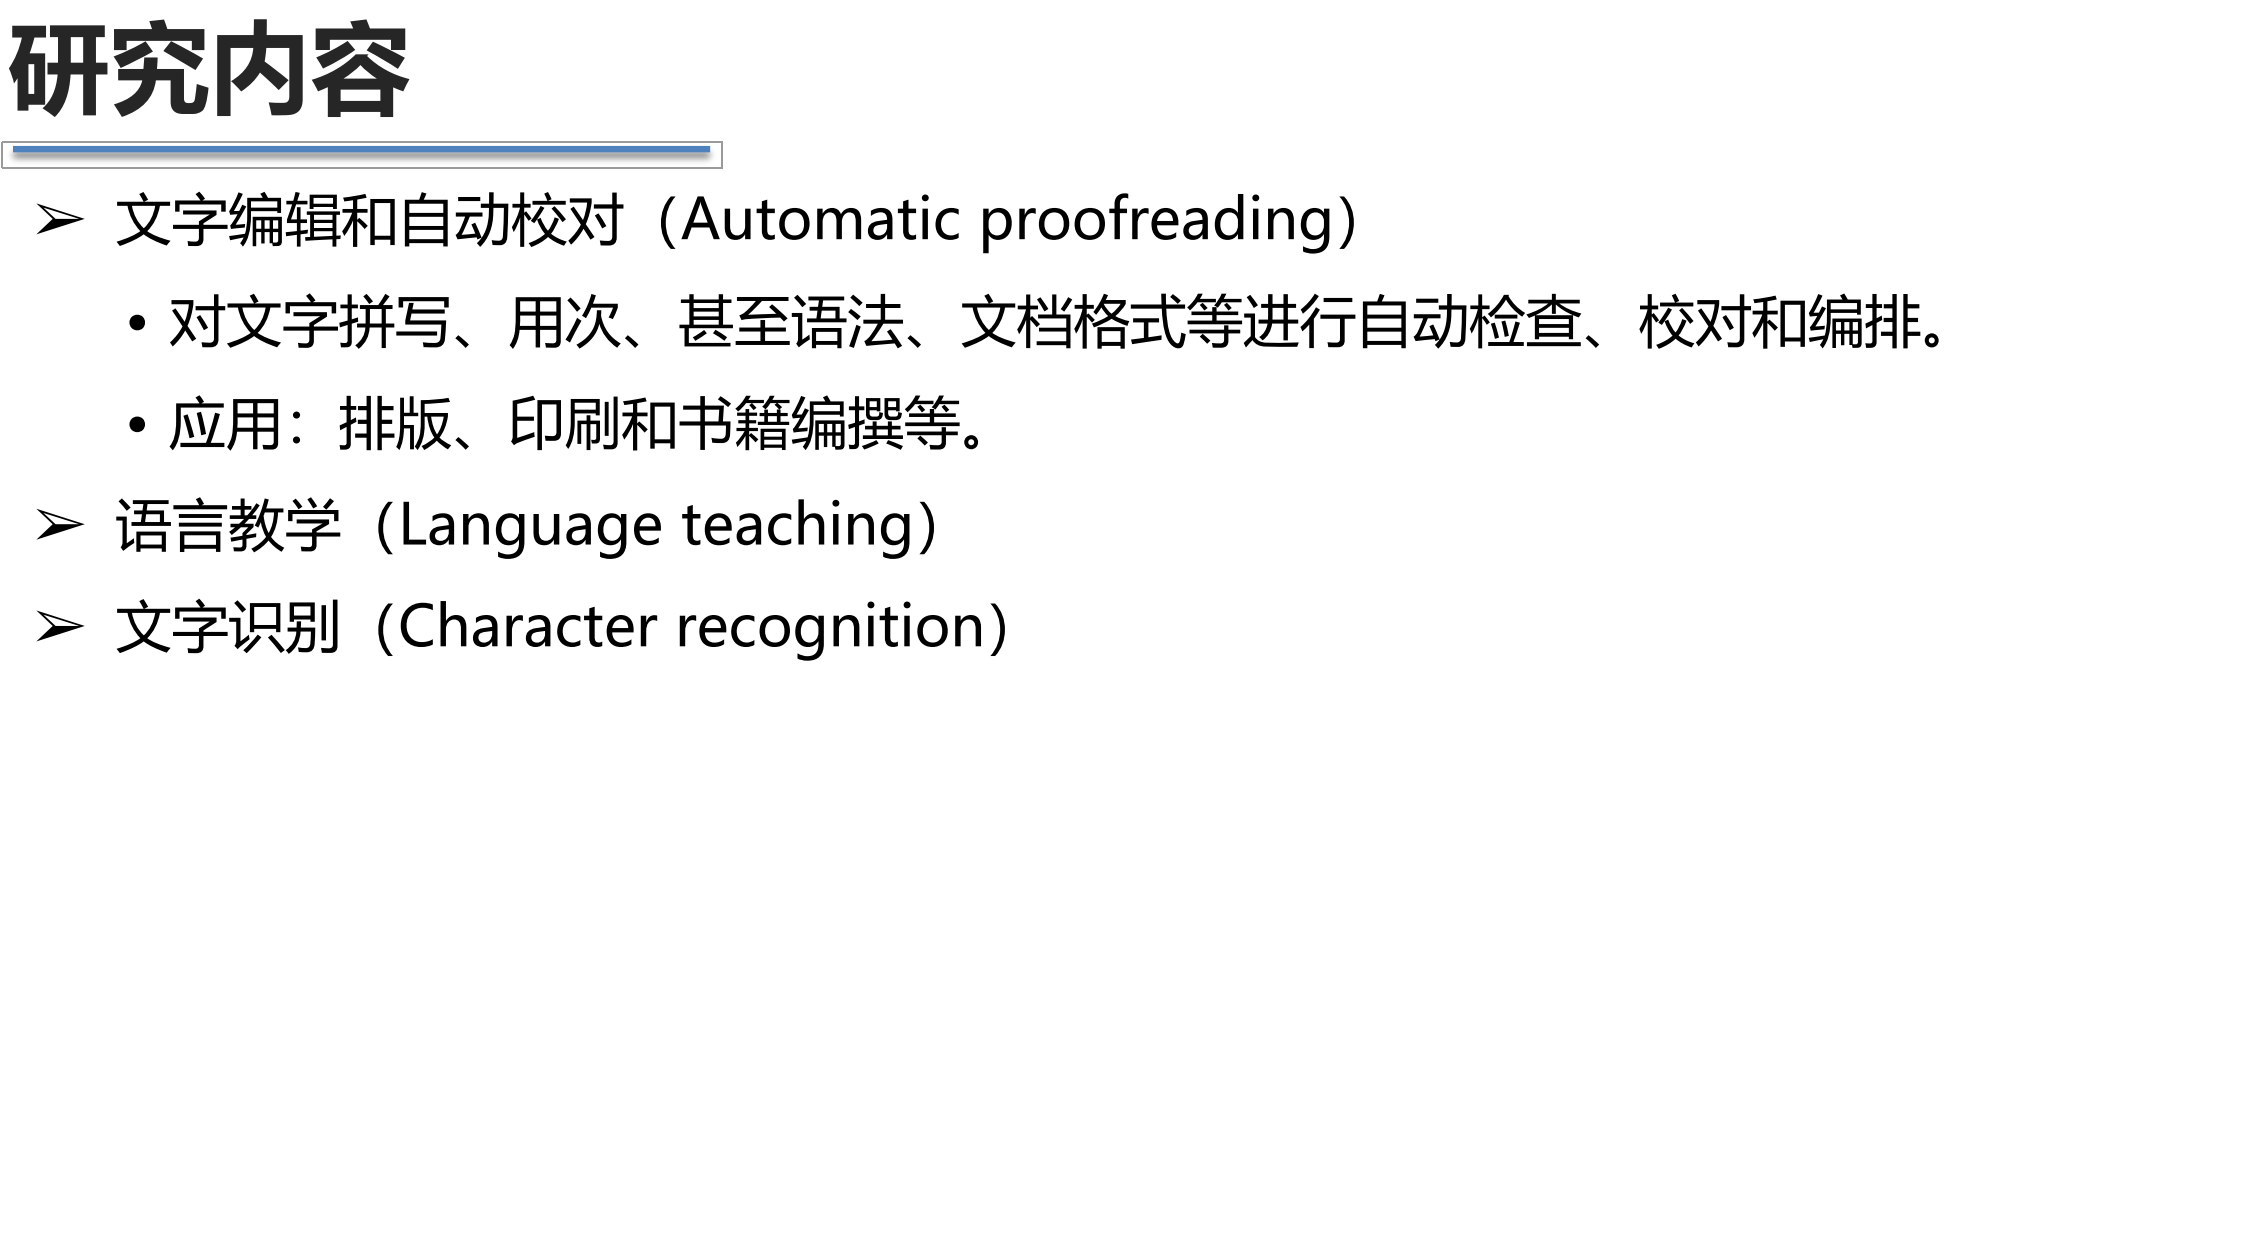 研究内容
➢ 文字编辑和自动校对（Automatic proofreading）
• 对文字拼写、用次、甚至语法、文档格式等进行自动检查、校对和编排。
• 应用：排版、印刷和书籍编撰等。
➢ 语言教学（Language teaching）
➢ 文字识别（Character recognition）